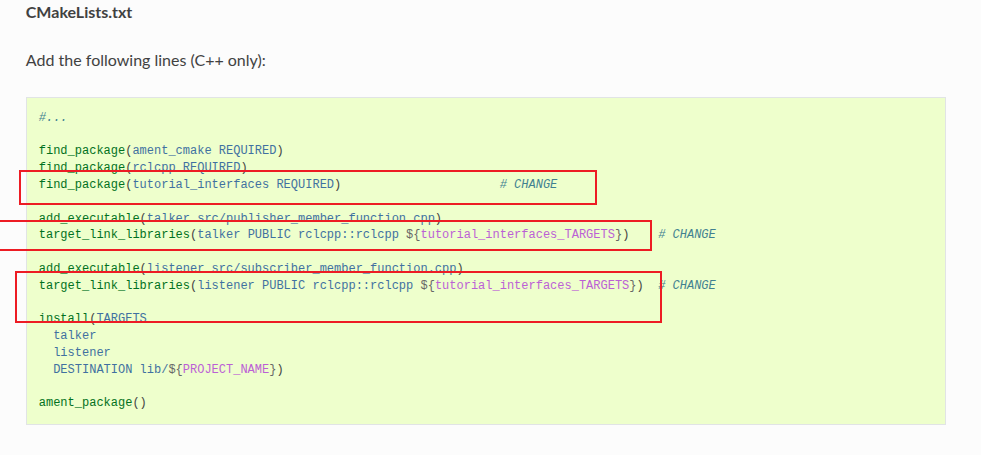 CMakeLists.txt
Add the following lines (C++ only):
#...
find_package(ament_cmake REQUIRED)
find_package(rclcpp REQUIRED)
find_package(tutorial_interfaces REQUIRED)                      # CHANGE
add_executable(talker src/publisher_member_function.cpp)
target_link_libraries(talker PUBLIC rclcpp::rclcpp ${tutorial_interfaces_TARGETS})    # CHANGE
add_executable(listener src/subscriber_member_function.cpp)
target_link_libraries(listener PUBLIC rclcpp::rclcpp ${tutorial_interfaces_TARGETS})  # CHANGE
install(TARGETS
  talker
  listener
  DESTINATION lib/${PROJECT_NAME})
ament_package()